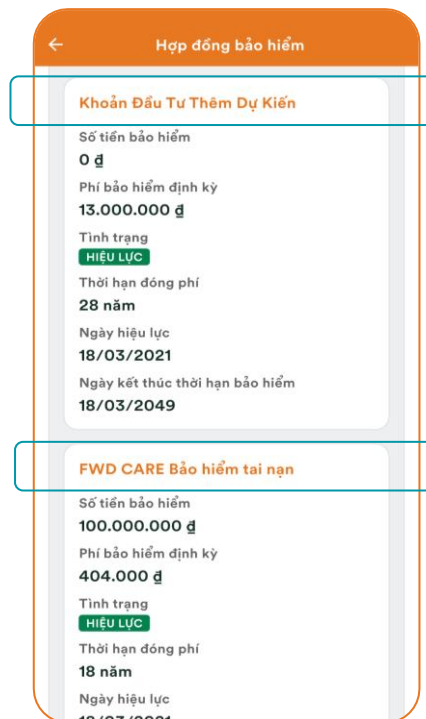 Hợp đồng bảo hiểm
Khoản Đầu Tư Thêm Dự Kiến
Số tiền bảo hiểm
0 ₫
Phí bảo hiểm định kỳ
13.000.000 ₫
Tình trạng
HIỆU LỰC
Thời hạn đóng phí
28 năm
Ngày hiệu lực
18/03/2021
Ngày kết thúc thời hạn bảo hiểm
18/03/2049
FWD CARE Bảo hiểm tai nạn
Số tiền bảo hiểm
100.000.000 ₫
Phí bảo hiểm định kỳ
404.000 ₫
Tình trạng
HIỆU LỰC
Thời hạn đóng phí
18 năm
Ngày hiệu lực